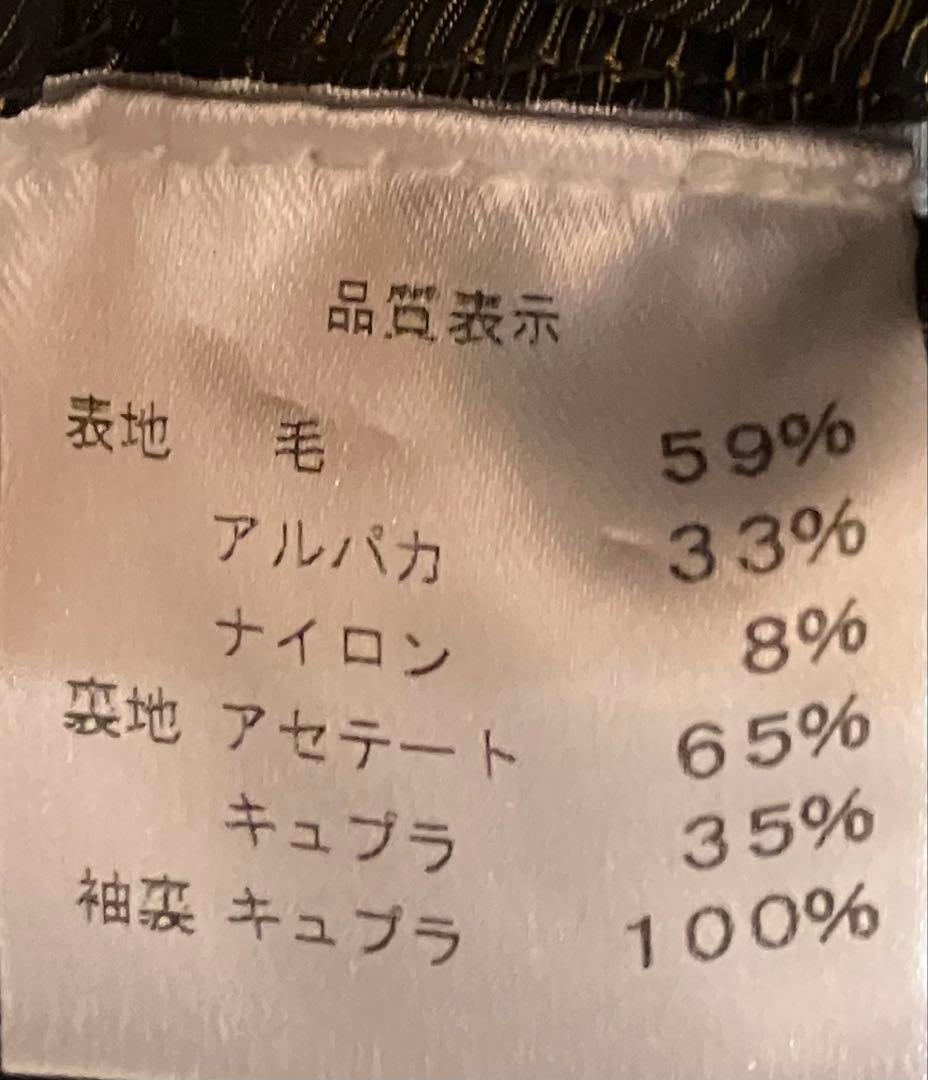 品質表示
表地 毛 59%
アルパカ 33%
ナイロン 8%
裏地 アセテート 65%
キュプラ 35%
袖裏 キュプラ 100%